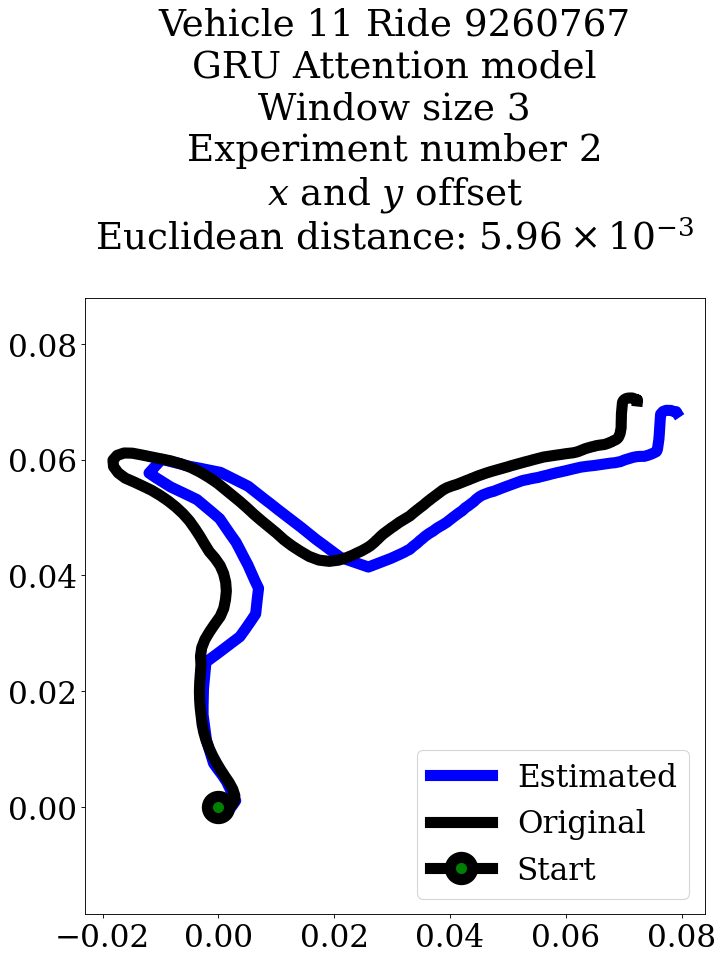 Vehicle 11 Ride 9260767
GRU Attention model
Window size 3
Experiment number 2
x and y offset
Euclidean distance: 5.96 × 10⁻³
0.08
0.06
0.04
0.02
0.00
Estimated
Original
Start
−0.02 0.00 0.02 0.04 0.06 0.08